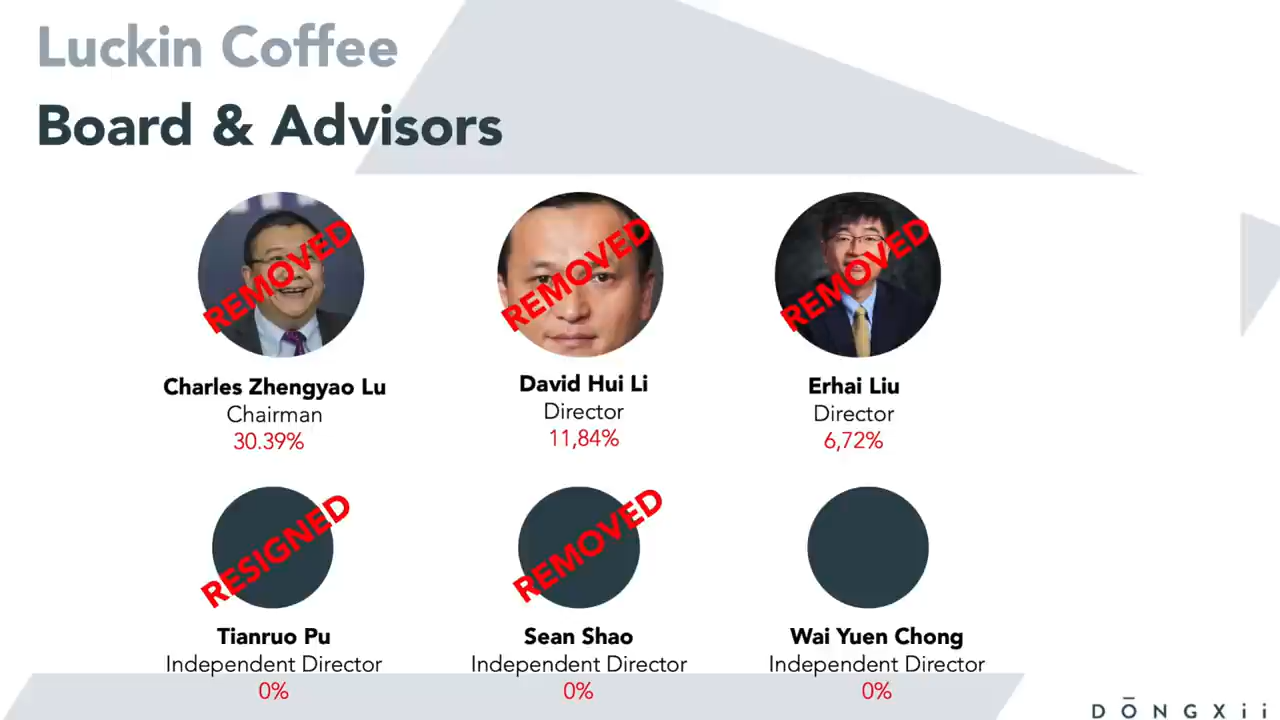 Luckin Coffee
Board & Advisors
REMOVED
REMOVED
REMOVED
Charles Zhengyao Lu
Chairman
30.39%
David Hui Li
Director
11,84%
Erhai Liu
Director
6,72%
RESIGNED
REMOVED
Tianruo Pu
Independent Director
0%
Sean Shao
Independent Director
0%
Wai Yuen Chong
Independent Director
0%
DŌNGXii